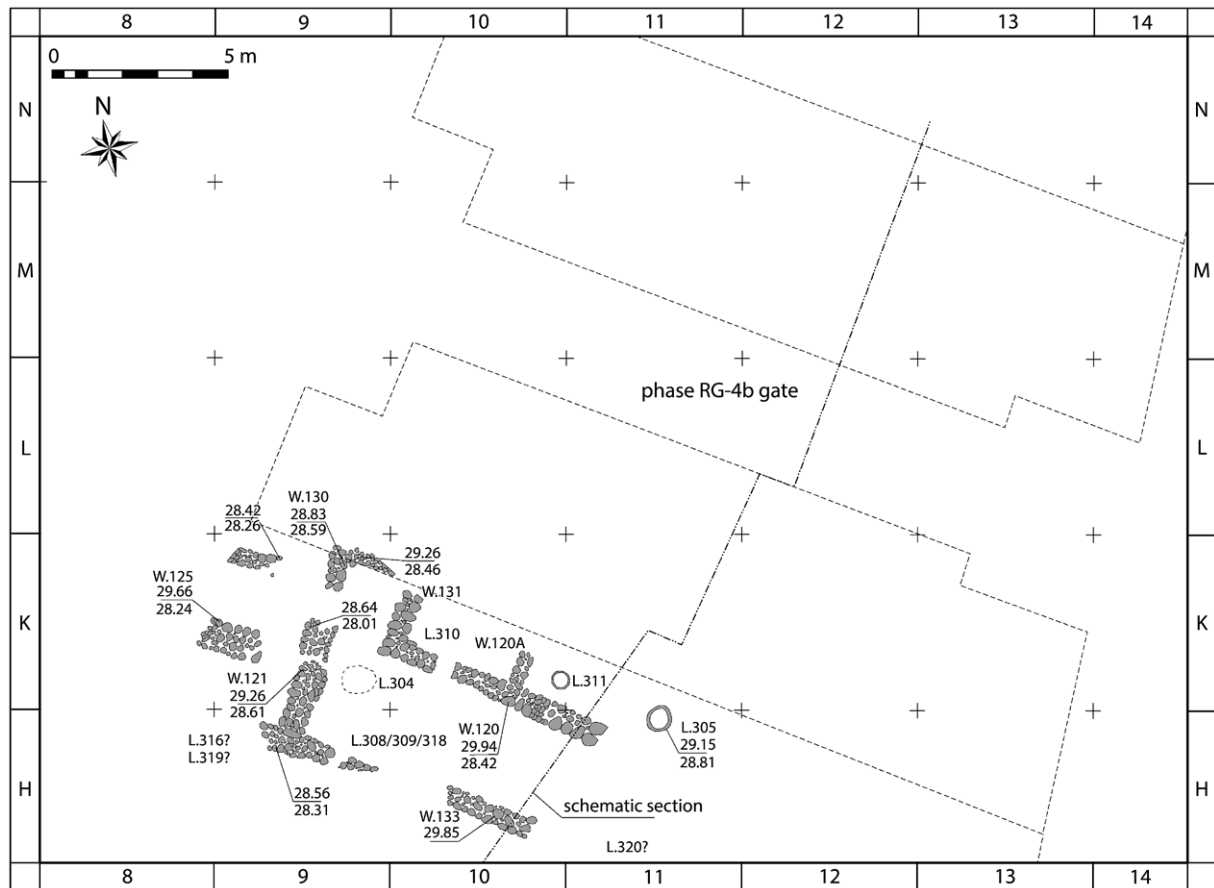 8 9 10 11 12 13 14
0 5 m
N
N N
M M
phase RG-4b gate
L L
W.130
28.42 28.83
28.26 28.59
29.26
28.46
W.125
29.66
28.24
28.64
28.01
W.131
K K
L.310
W.120A
W.121
29.26
28.61
L.304
L.311
L.316?
L.319?
L.308/309/318
W.120
29.94
28.42
L.305
29.15
28.81
H H
28.56
28.31
schematic section
W.133
29.85
L.320?
8 9 10 11 12 13 14